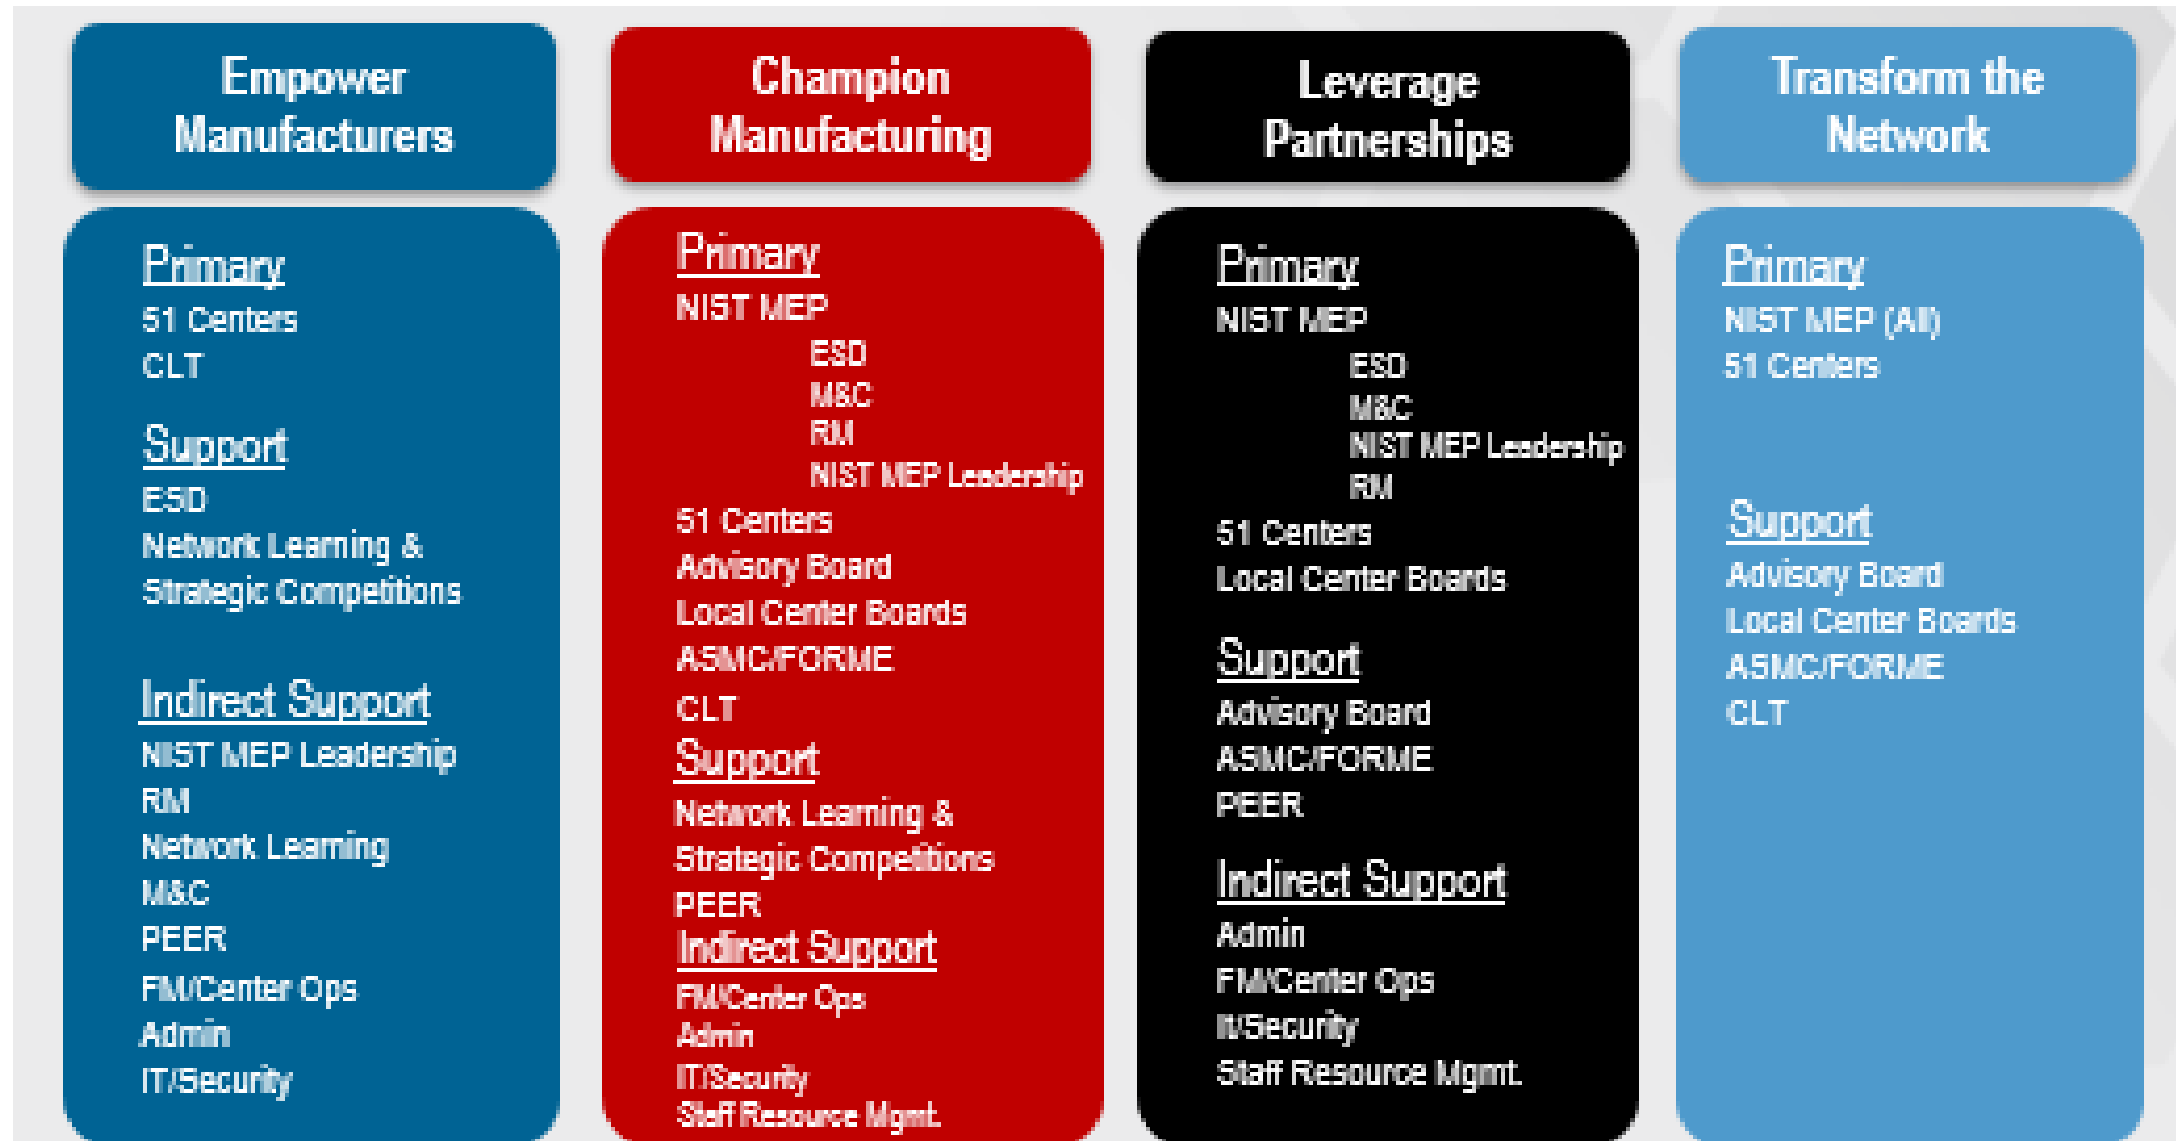 Empower
Manufacturers
Primary
51 Centers
CLT
Support
ESD
Network Learning &
Strategic Competitions
Indirect Support
NIST MEP Leadership
RM
Network Learning
M&C
PEER
FM/Center Ops
Admin
IT/Security
Champion
Manufacturing
Primary
NIST MEP
ESD
M&C
RM
NIST MEP Leadership
51 Centers
Advisory Board
Local Center Boards
ASMC/FORME
CLT
Support
Network Learning &
Strategic Competitions
PEER
Indirect Support
FM/Center Ops
Admin
IT/Security
Staff Resource Mgmt.
Leverage
Partnerships
Primary
NIST MEP
ESD
M&C
NIST MEP Leadership
RM
51 Centers
Local Center Boards
Support
Advisory Board
ASMC/FORME
PEER
Indirect Support
Admin
FM/Center Ops
It/Security
Staff Resource Mgmt.
Transform the
Network
Primary
NIST MEP (All)
51 Centers
Support
Advisory Board
Local Center Boards
ASMC/FORME
CLT